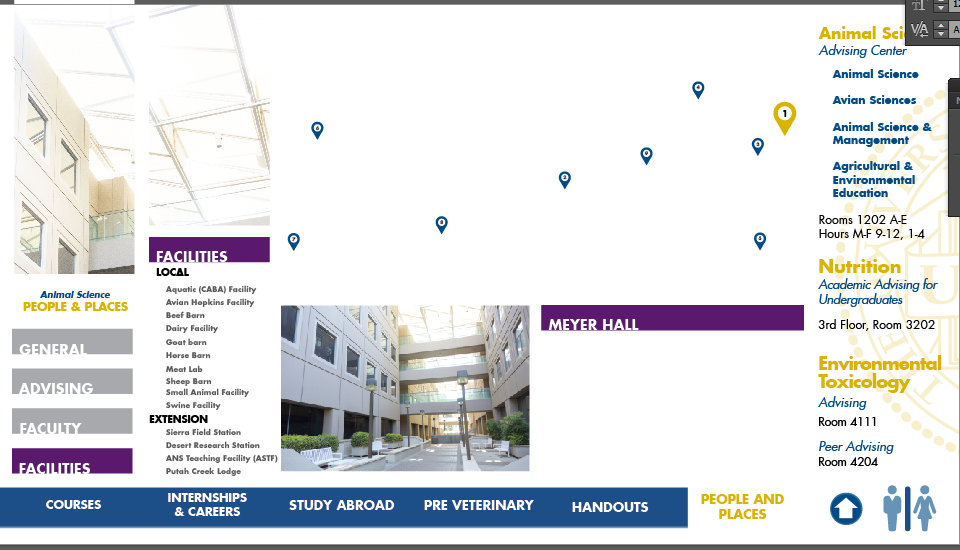 Animal Science
PEOPLE & PLACES
GENERAL
ADVISING
FACULTY
FACILITIES
FACILITIES
LOCAL
Aquatic (CABA) Facility
Avian Hopkins Facility
Beef Barn
Dairy Facility
Goat barn
Horse Barn
Meat Lab
Sheep Barn
Small Animal Facility
Swine Facility
EXTENSION
Sierra Field Station
Desert Research Station
ANS Teaching Facility (ASTF)
Putah Creek Lodge
1
MEYER HALL
Animal Sci
Advising Center
Animal Science
Avian Sciences
Animal Science &
Management
Agricultural &
Environmental
Education
Rooms 1202 A-E
Hours M-F 9-12, 1-4
Nutrition
Academic Advising for
Undergraduates
3rd Floor, Room 3202
Environmental
Toxicology
Advising
Room 4111
Peer Advising
Room 4204
COURSES
INTERNSHIPS
& CAREERS
STUDY ABROAD
PRE VETERINARY
HANDOUTS
PEOPLE AND
PLACES